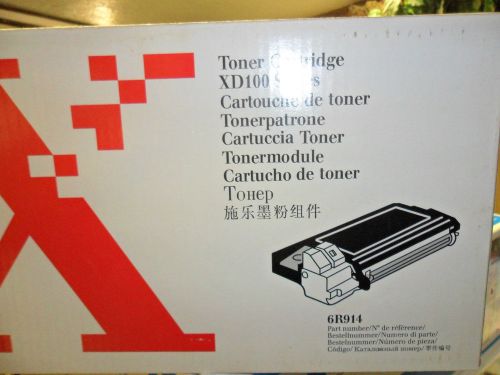 Toner Cartridge
XD100 Series
Cartouche de toner
Tonerpatrone
Cartuccia Toner
Tonermodule
Cartucho de toner
Тонер
施乐墨粉组件
6R914
Part number/Nº de référence/
Bestellnummer/Numero di parte/
Bestelnummer/Número de pieza/
Código/Каталоговый номер/零件编号